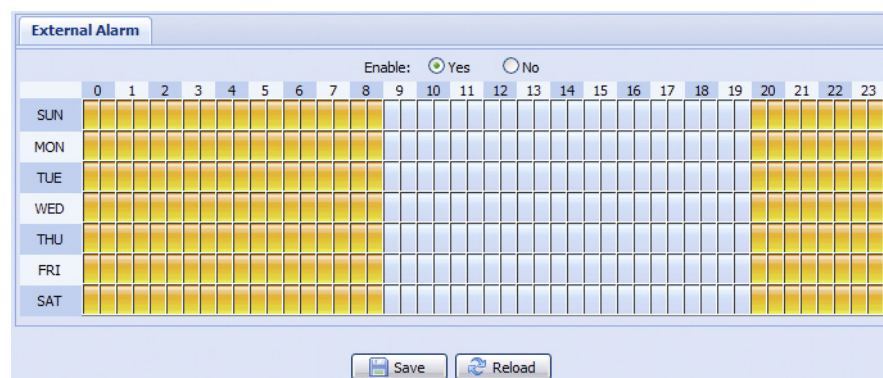 External Alarm
Enable: Yes No
0 1 2 3 4 5 6 7 8 9 10 11 12 13 14 15 16 17 18 19 20 21 22 23
SUN
MON
TUE
WED
THU
FRI
SAT
Save Reload